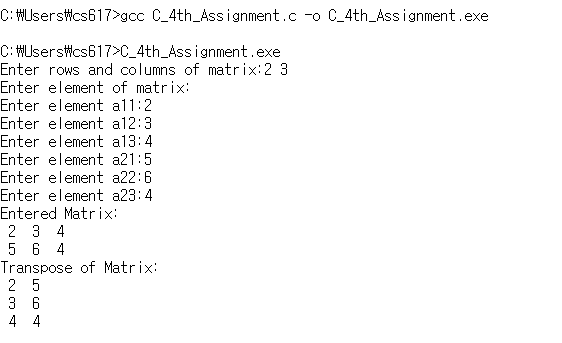 C:₩Users₩cs617>gcc C_4th_Assignment.c -o C_4th_Assignment.exe
C:₩Users₩cs617>C_4th_Assignment.exe
Enter rows and columns of matrix:2 3
Enter element of matrix:
Enter element a11:2
Enter element a12:3
Enter element a13:4
Enter element a21:5
Enter element a22:6
Enter element a23:4
Entered Matrix:
2 3 4
5 6 4
Transpose of Matrix:
2 5
3 6
4 4